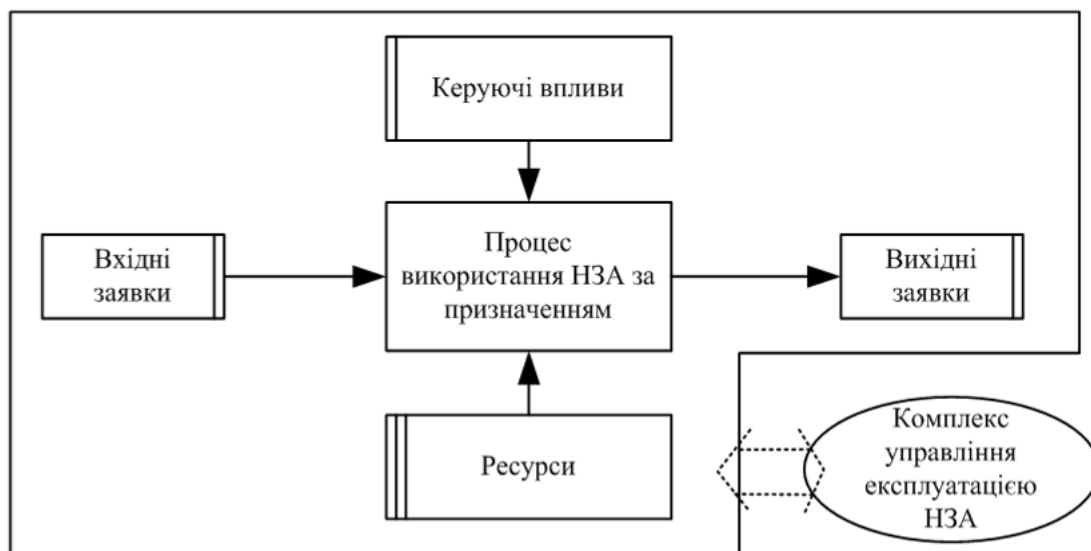 Керуючі впливи
Вхідні
заявки
Процес
використання НЗА за
призначенням
Вихідні
заявки
Ресурси
Комплекс
управління
експлуатацією
НЗА